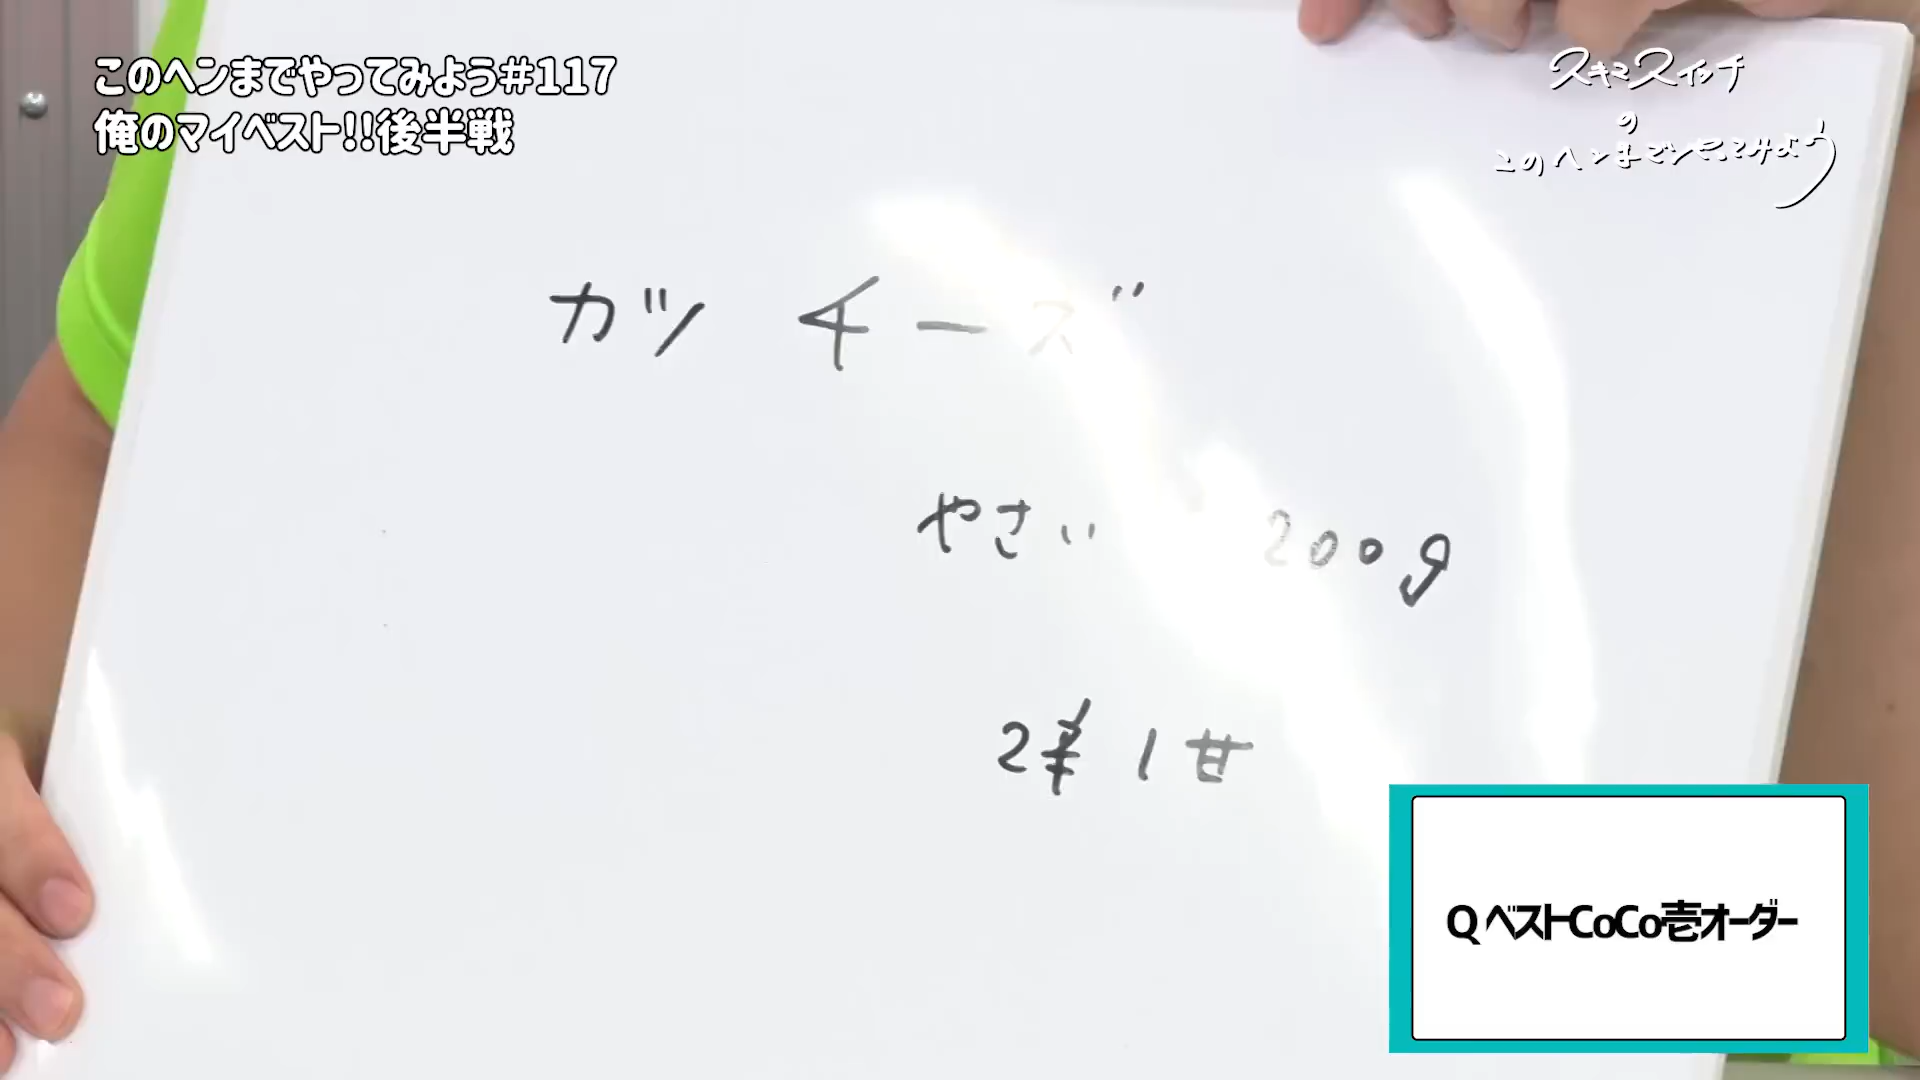 このヘンまでやってみよう#117
俺のマイベスト!!後半戦
スキマスイッチ
の
このヘンまでやってみよう
カツ チーズ
やさい 200g
2辛 1甘
Q ベストCoCo壱オーダー